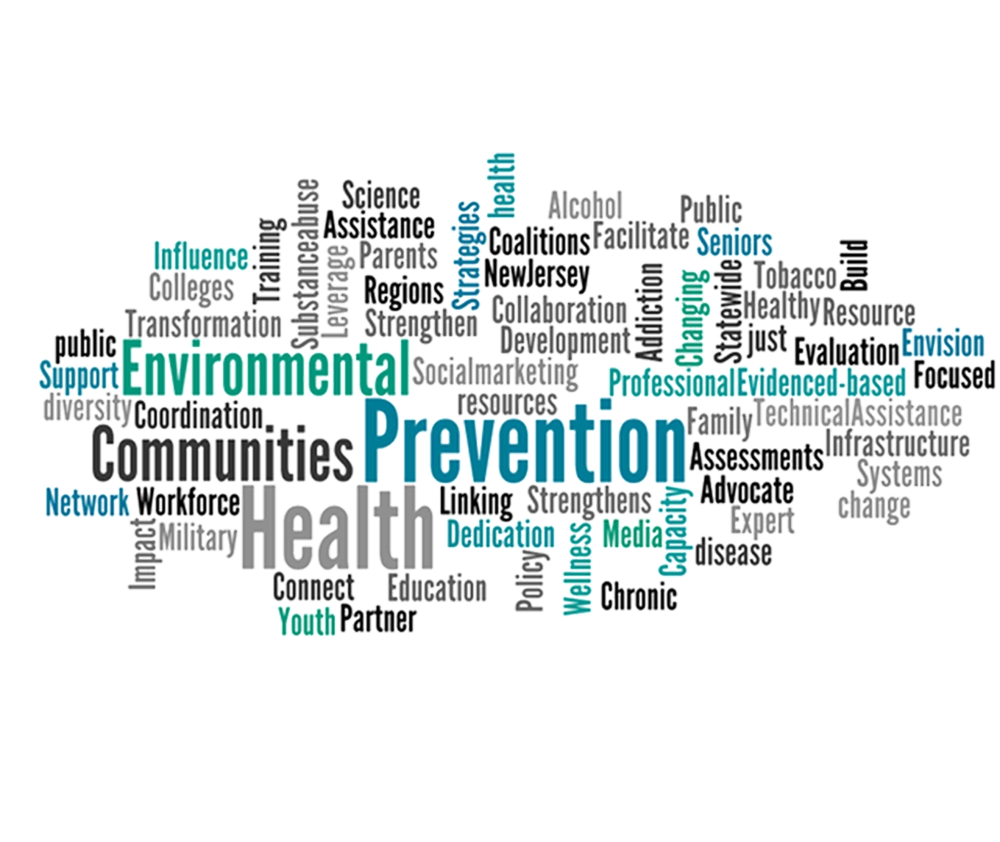 health
Science
Alcohol
Public
Substanceabuse
Assistance
Strategies
Coalitions
Facilitate
Seniors
Influence
Training
Leverage
Parents
NewJersey
Build
Colleges
Regions
Addiction
Changing
Statewide
Tobacco
Transformation
Strengthen
Collaboration
Healthy
Resource
public
Development
just
Evaluation
Envision
Support
Environmental
Socialmarketing
Professional
Evidenced-based
Focused
diversity
Coordination
resources
Family
TechnicalAssistance
Communities
Prevention
Assessments
Infrastructure
Systems
Network
Workforce
Health
Linking
Strengthens
Capacity
Advocate
change
Impact
Military
Dedication
Media
Expert
Policy
Wellness
disease
Connect
Education
Chronic
Youth
Partner